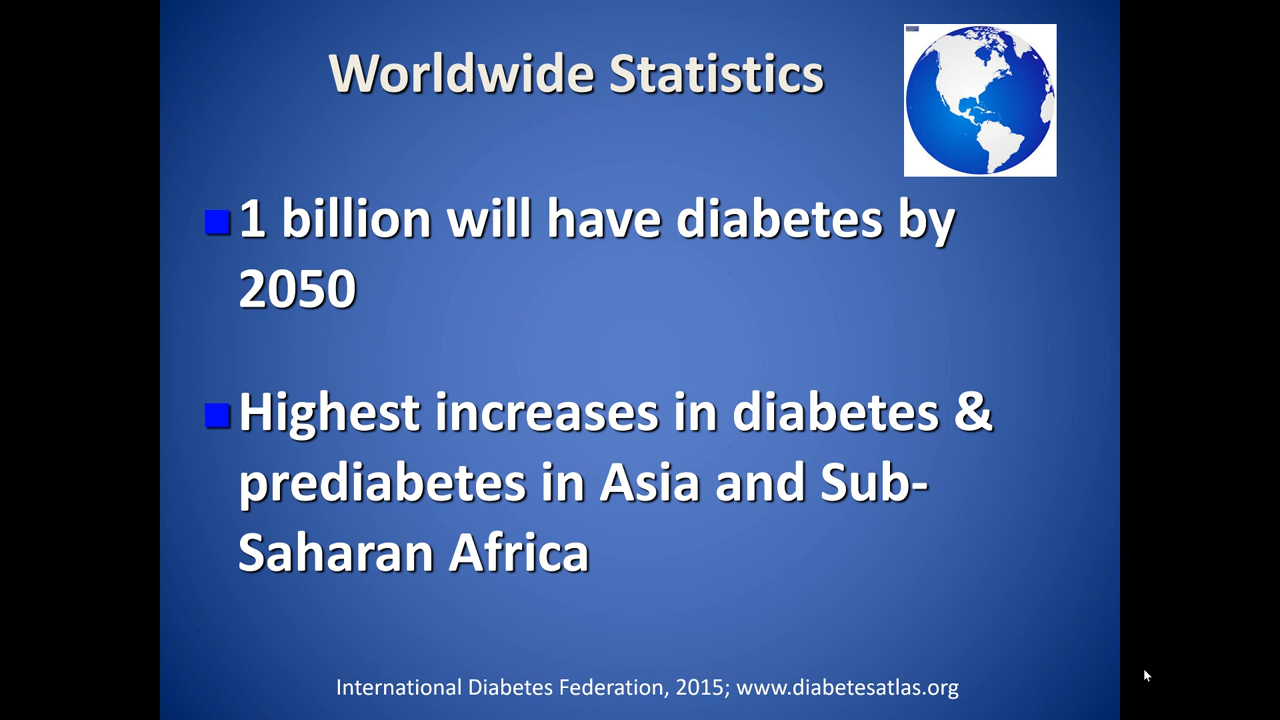 Worldwide Statistics
1 billion will have diabetes by
2050
Highest increases in diabetes &
prediabetes in Asia and Sub-
Saharan Africa
International Diabetes Federation, 2015; www.diabetesatlas.org